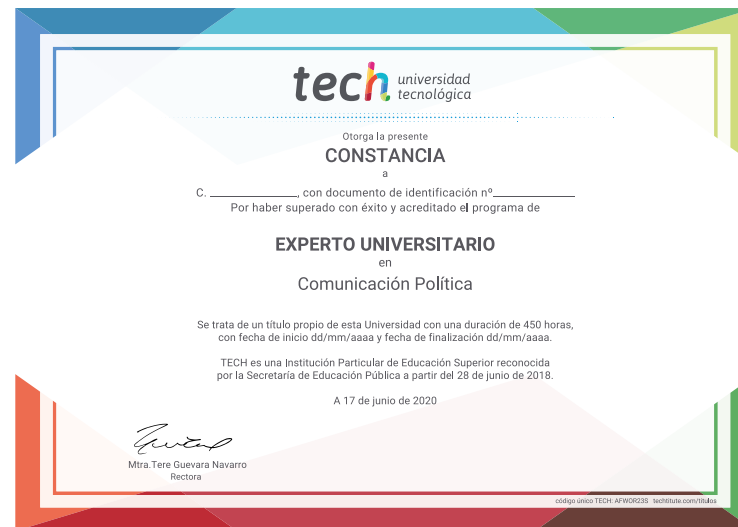 tech universidad
tecnológica
Otorga la presente
CONSTANCIA
a
C. ______________, con documento de identificación nº______________
Por haber superado con éxito y acreditado el programa de
EXPERTO UNIVERSITARIO
en
Comunicación Política
Se trata de un título propio de esta Universidad con una duración de 450 horas,
con fecha de inicio dd/mm/aaaa y fecha de finalización dd/mm/aaaa.
TECH es una Institución Particular de Educación Superior reconocida
por la Secretaría de Educación Pública a partir del 28 de junio de 2018.
A 17 de junio de 2020
Mtra.Tere Guevara Navarro
Rectora
código único TECH: AFWOR23S techtitute.com/titulos